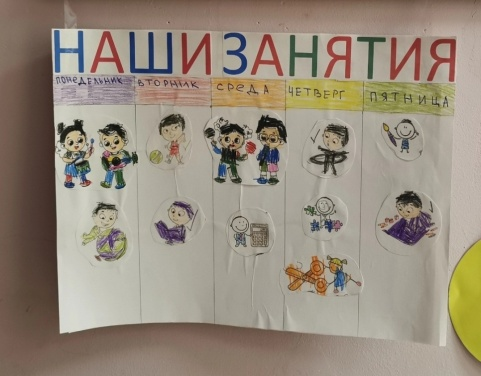 НАШИ ЗАНЯТИЯ
ПОНЕДЕЛЬНИК ВТОРНИК СРЕДА ЧЕТВЕРГ ПЯТНИЦА